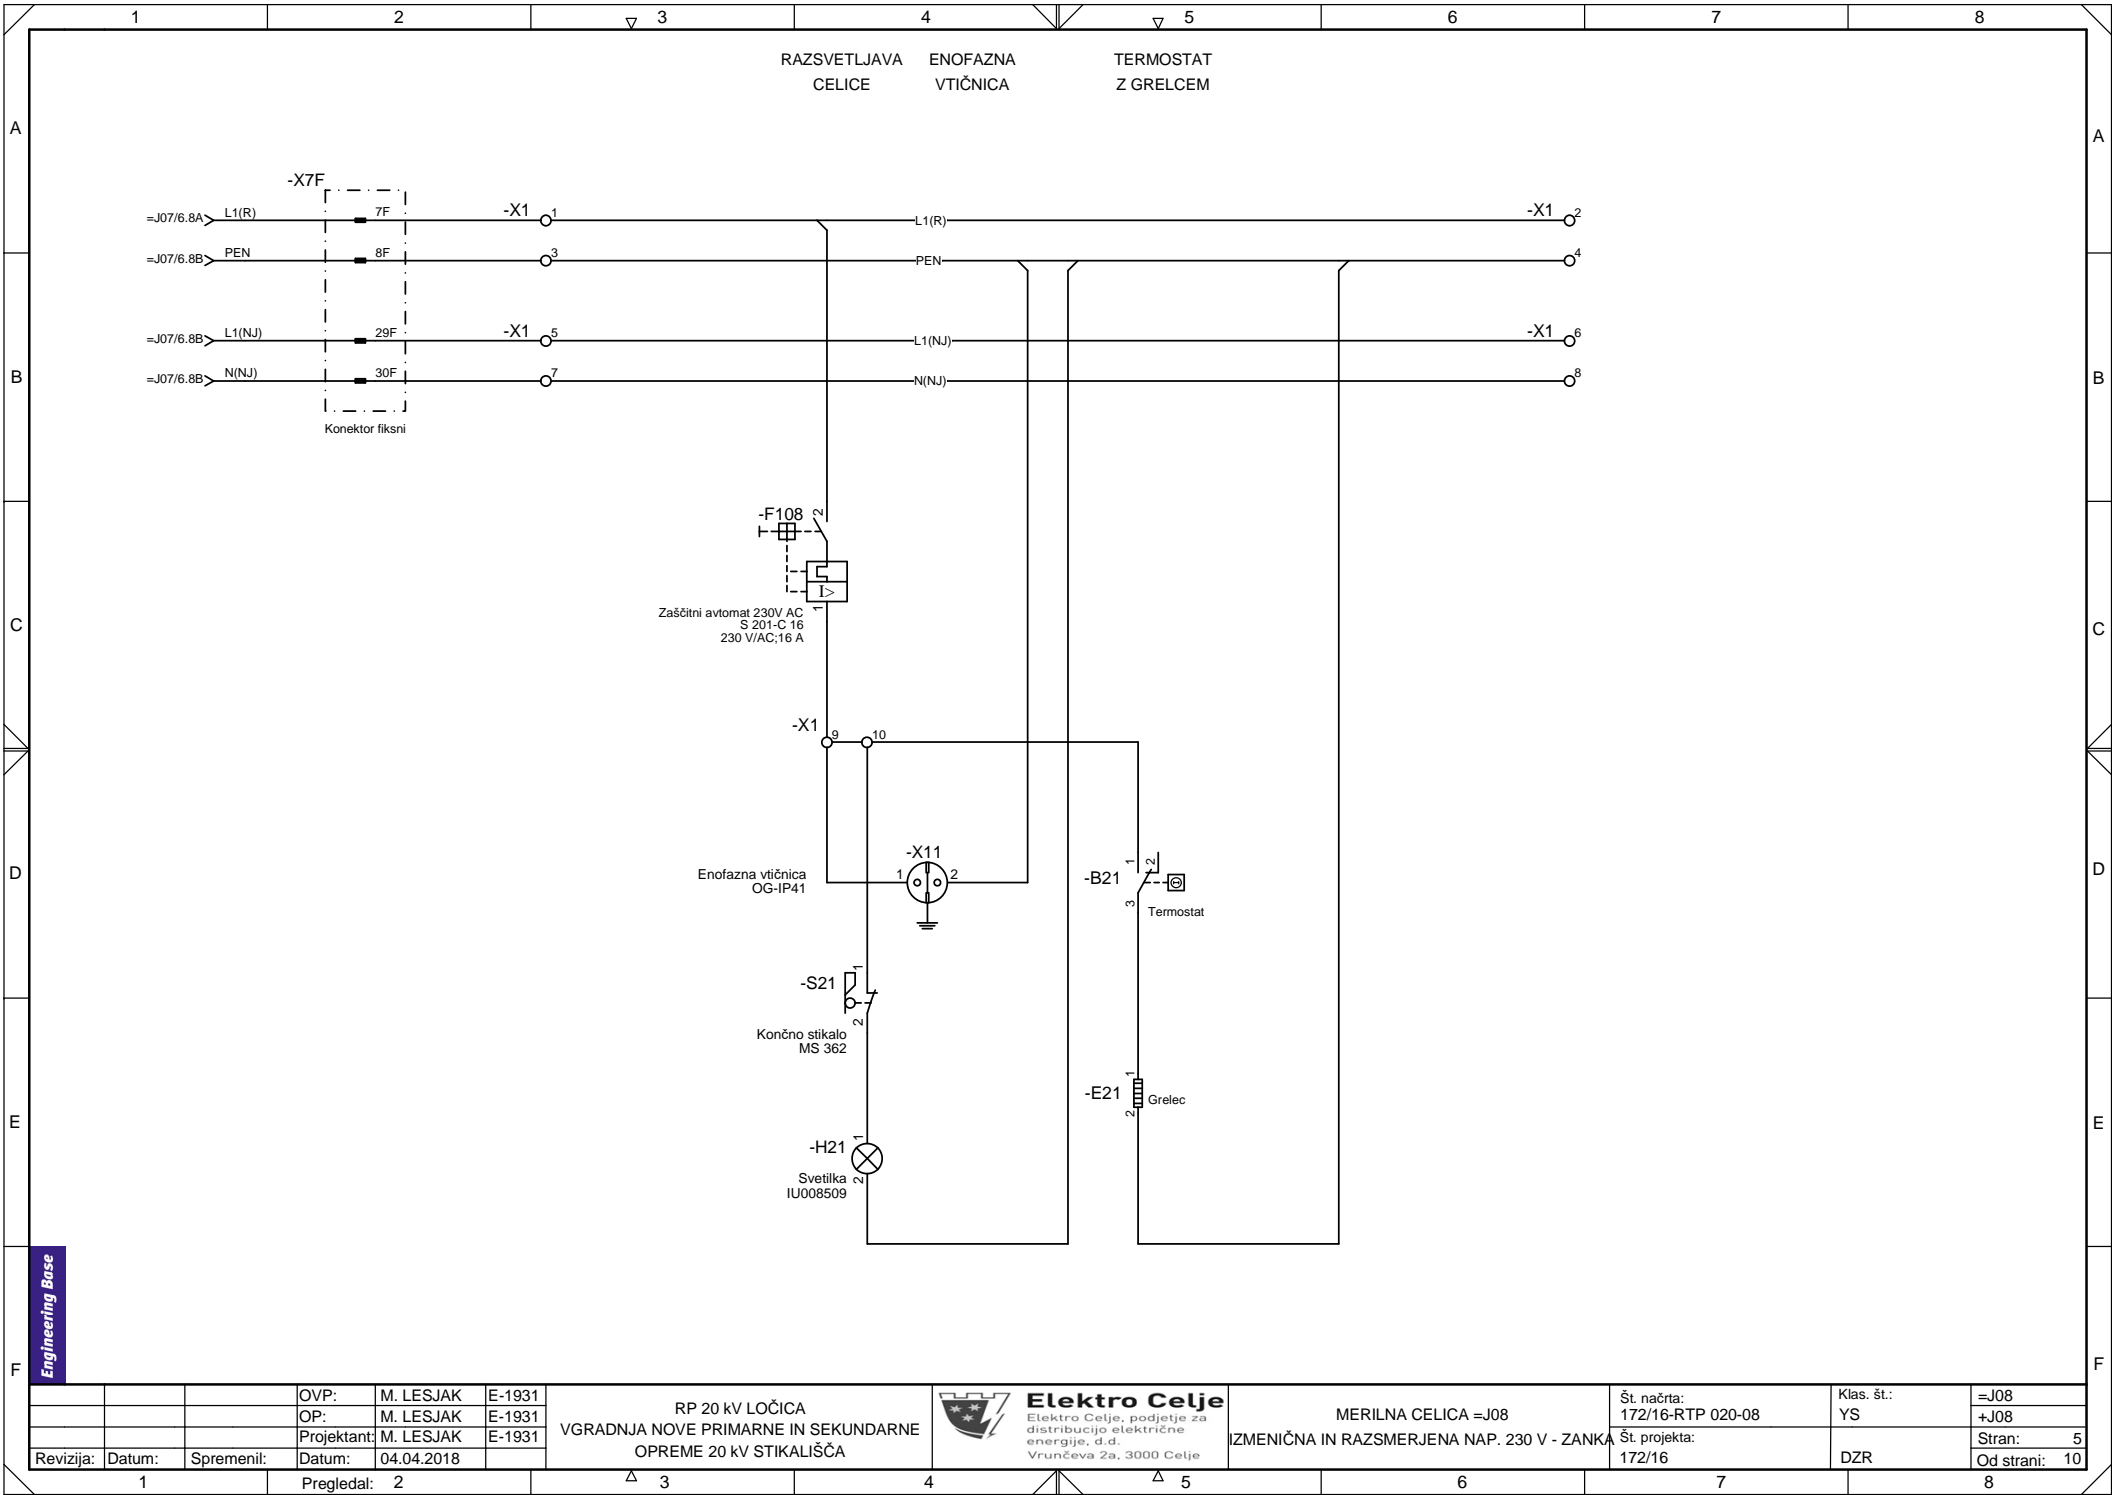 1 2 3 4 5 6 7 8
RAZSVETLJAVA ENOFAZNA TERMOSTAT
CELICE VTIČNICA Z GRELCEM
A A
-X7F
=J07/6.8A L1(R) 7F -X1 1 L1(R) -X1 2
=J07/6.8B PEN 8F 3 PEN 4
=J07/6.8B L1(NJ) 29F -X1 5 L1(NJ) -X1 6
=J07/6.8B N(NJ) 30F 7 N(NJ) 8
B B
Konektor fiksni
-F108 2
I>
1
Zaščitni avtomat 230V AC
S 201-C 16
230 V/AC;16 A
C C
-X1 9 10
-X11
Enofazna vtičnica 1 2
OG-IP41
-B21 1 2
3
Termostat
D D
-S21 1
2
Končno stikalo
MS 362
-E21 1
2
Grelec
E E
-H21 1
2
Svetilka
IU008509
Engineering Base
F F
OVP: M. LESJAK E-1931
OP: M. LESJAK E-1931
Projektant: M. LESJAK E-1931
Revizija: Datum: Spremenil: Datum: 04.04.2018
RP 20 kV LOČICA
VGRADNJA NOVE PRIMARNE IN SEKUNDARNE
OPREME 20 kV STIKALIŠČA
Elektro Celje
Elektro Celje, podjetje za
distribucijo električne
energije, d.d.
Vrunčeva 2a, 3000 Celje
MERILNA CELICA =J08
IZMENIČNA IN RAZSMERJENA NAP. 230 V - ZANKA
Št. načrta:
172/16-RTP 020-08
Št. projekta:
172/16
Klas. št.:
YS
DZR
=J08
+J08
Stran: 5
Od strani: 10
1 Pregledal: 2 3 4 5 6 7 8